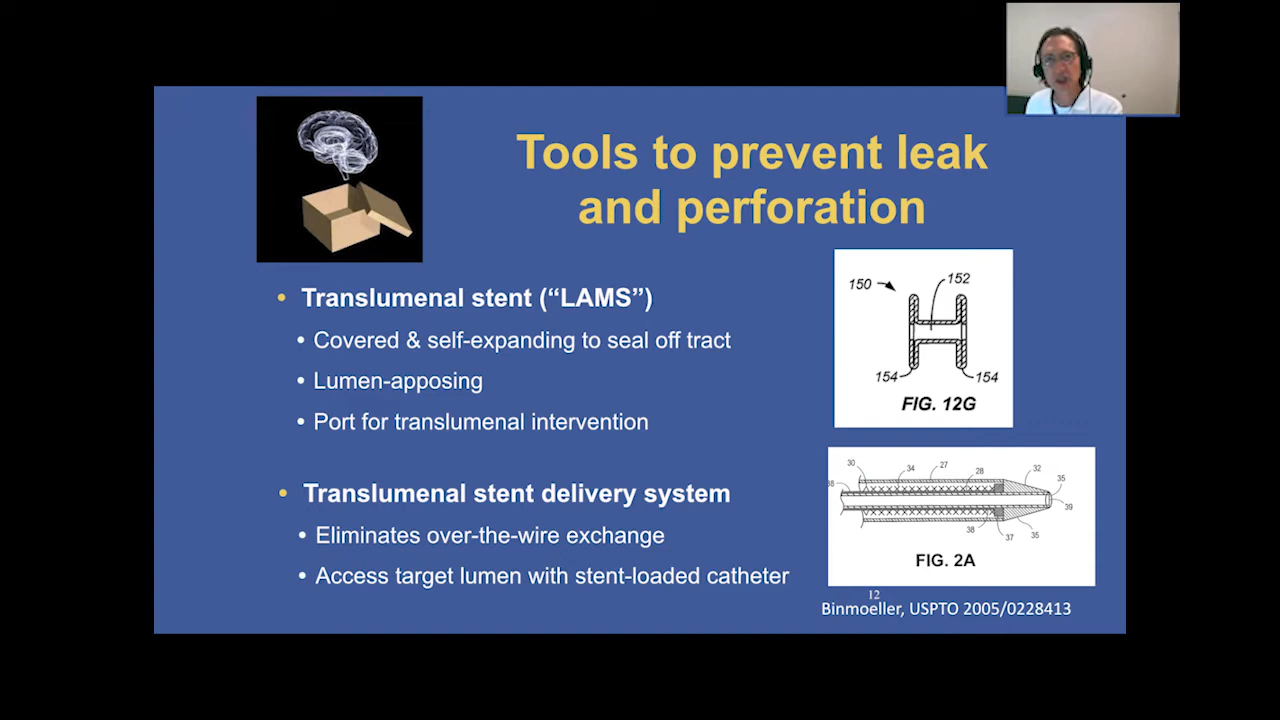 Tools to prevent leak
and perforation
• Translumenal stent (“LAMS”)
• Covered & self-expanding to seal off tract
• Lumen-apposing
• Port for translumenal intervention
• Translumenal stent delivery system
• Eliminates over-the-wire exchange
• Access target lumen with stent-loaded catheter
150
152
154
154
FIG. 12G
30
34
27
28
32
35
39
38
37
35
FIG. 2A
12
Binmoeller, USPTO 2005/0228413